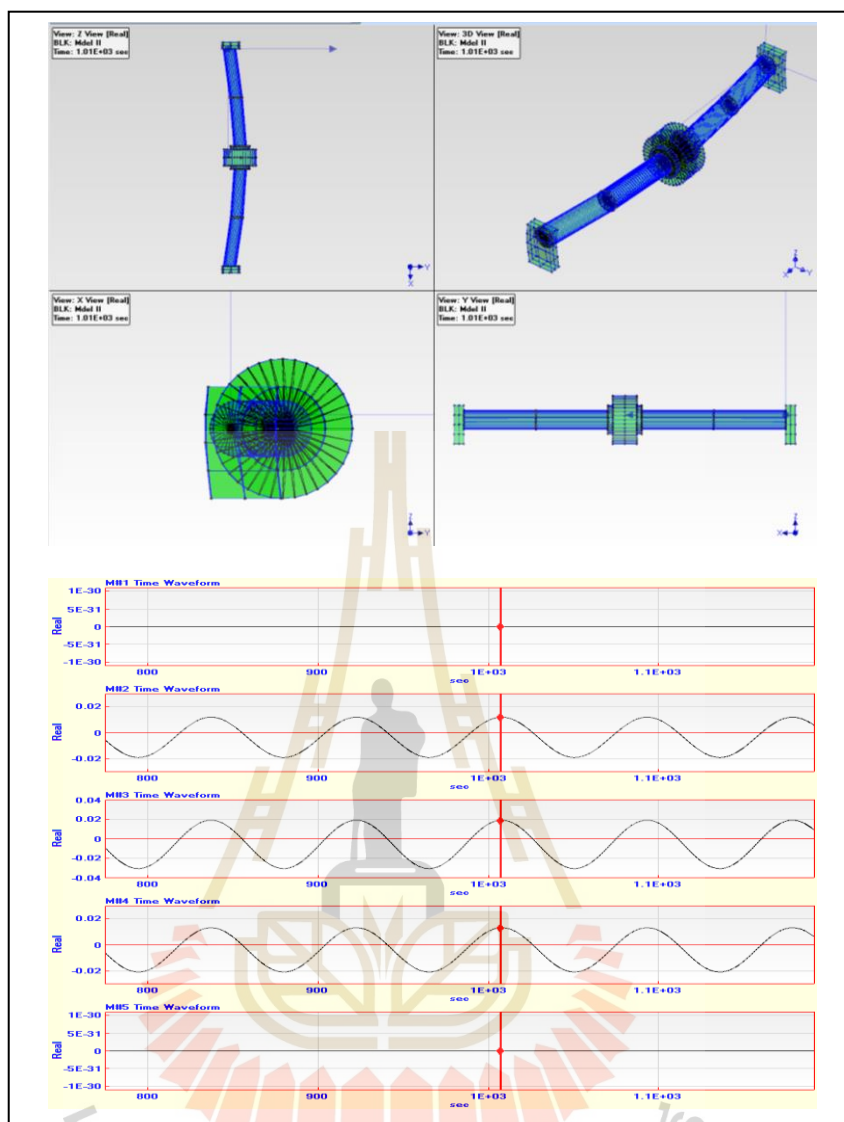 View: Z View [Real]
BLK: Mdel II
Time: 1.01E+03 sec
Y
X
View: 3D View [Real]
BLK: Mdel II
Time: 1.01E+03 sec
Z
X
Y
View: X View [Real]
BLK: Mdel II
Time: 1.01E+03 sec
Z
Y
View: Y View [Real]
BLK: Mdel II
Time: 1.01E+03 sec
Z
X
M#1 Time Waveform
1E-30
5E-31
0
-5E-31
-1E-30
Real
800
900
1E+03
1.1E+03
sec
M#2 Time Waveform
0.02
0
-0.02
Real
800
900
1E+03
1.1E+03
sec
M#3 Time Waveform
0.04
0.02
0
-0.02
-0.04
Real
800
900
1E+03
1.1E+03
sec
M#4 Time Waveform
0.02
0
-0.02
Real
800
900
1E+03
1.1E+03
sec
M#5 Time Waveform
1E-30
5E-31
0
-5E-31
-1E-30
Real
800
900
1E+03
1.1E+03
sec